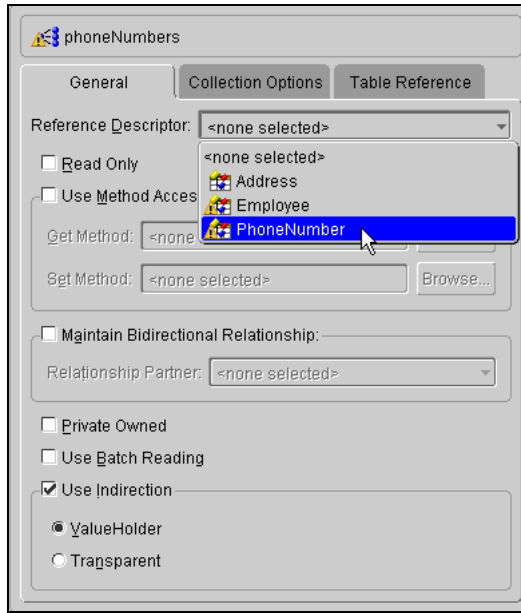 phoneNumbers
General Collection Options Table Reference
Reference Descriptor: <none selected>
<none selected>
Address
Employee
PhoneNumber
Read Only
Use Method Acces
Get Method: <none
Set Method: <none selected> Browse...
Maintain Bidirectional Relationship:
Relationship Partner: <none selected>
Private Owned
Use Batch Reading
Use Indirection
ValueHolder
Transparent